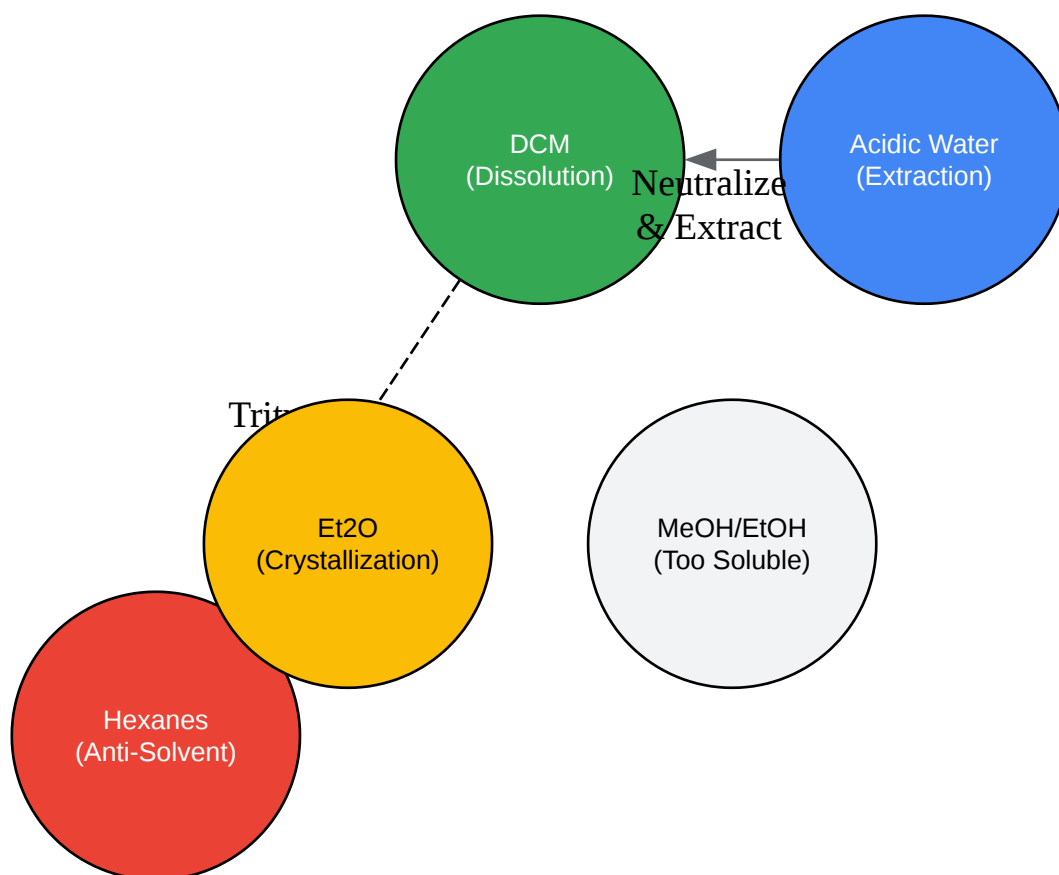 DCM
(Dissolution)
Acidic Water
(Extraction)
Neutralize
& Extract
Et2O
(Crystallization)
MeOH/EtOH
(Too Soluble)
Hexanes
(Anti-Solvent)